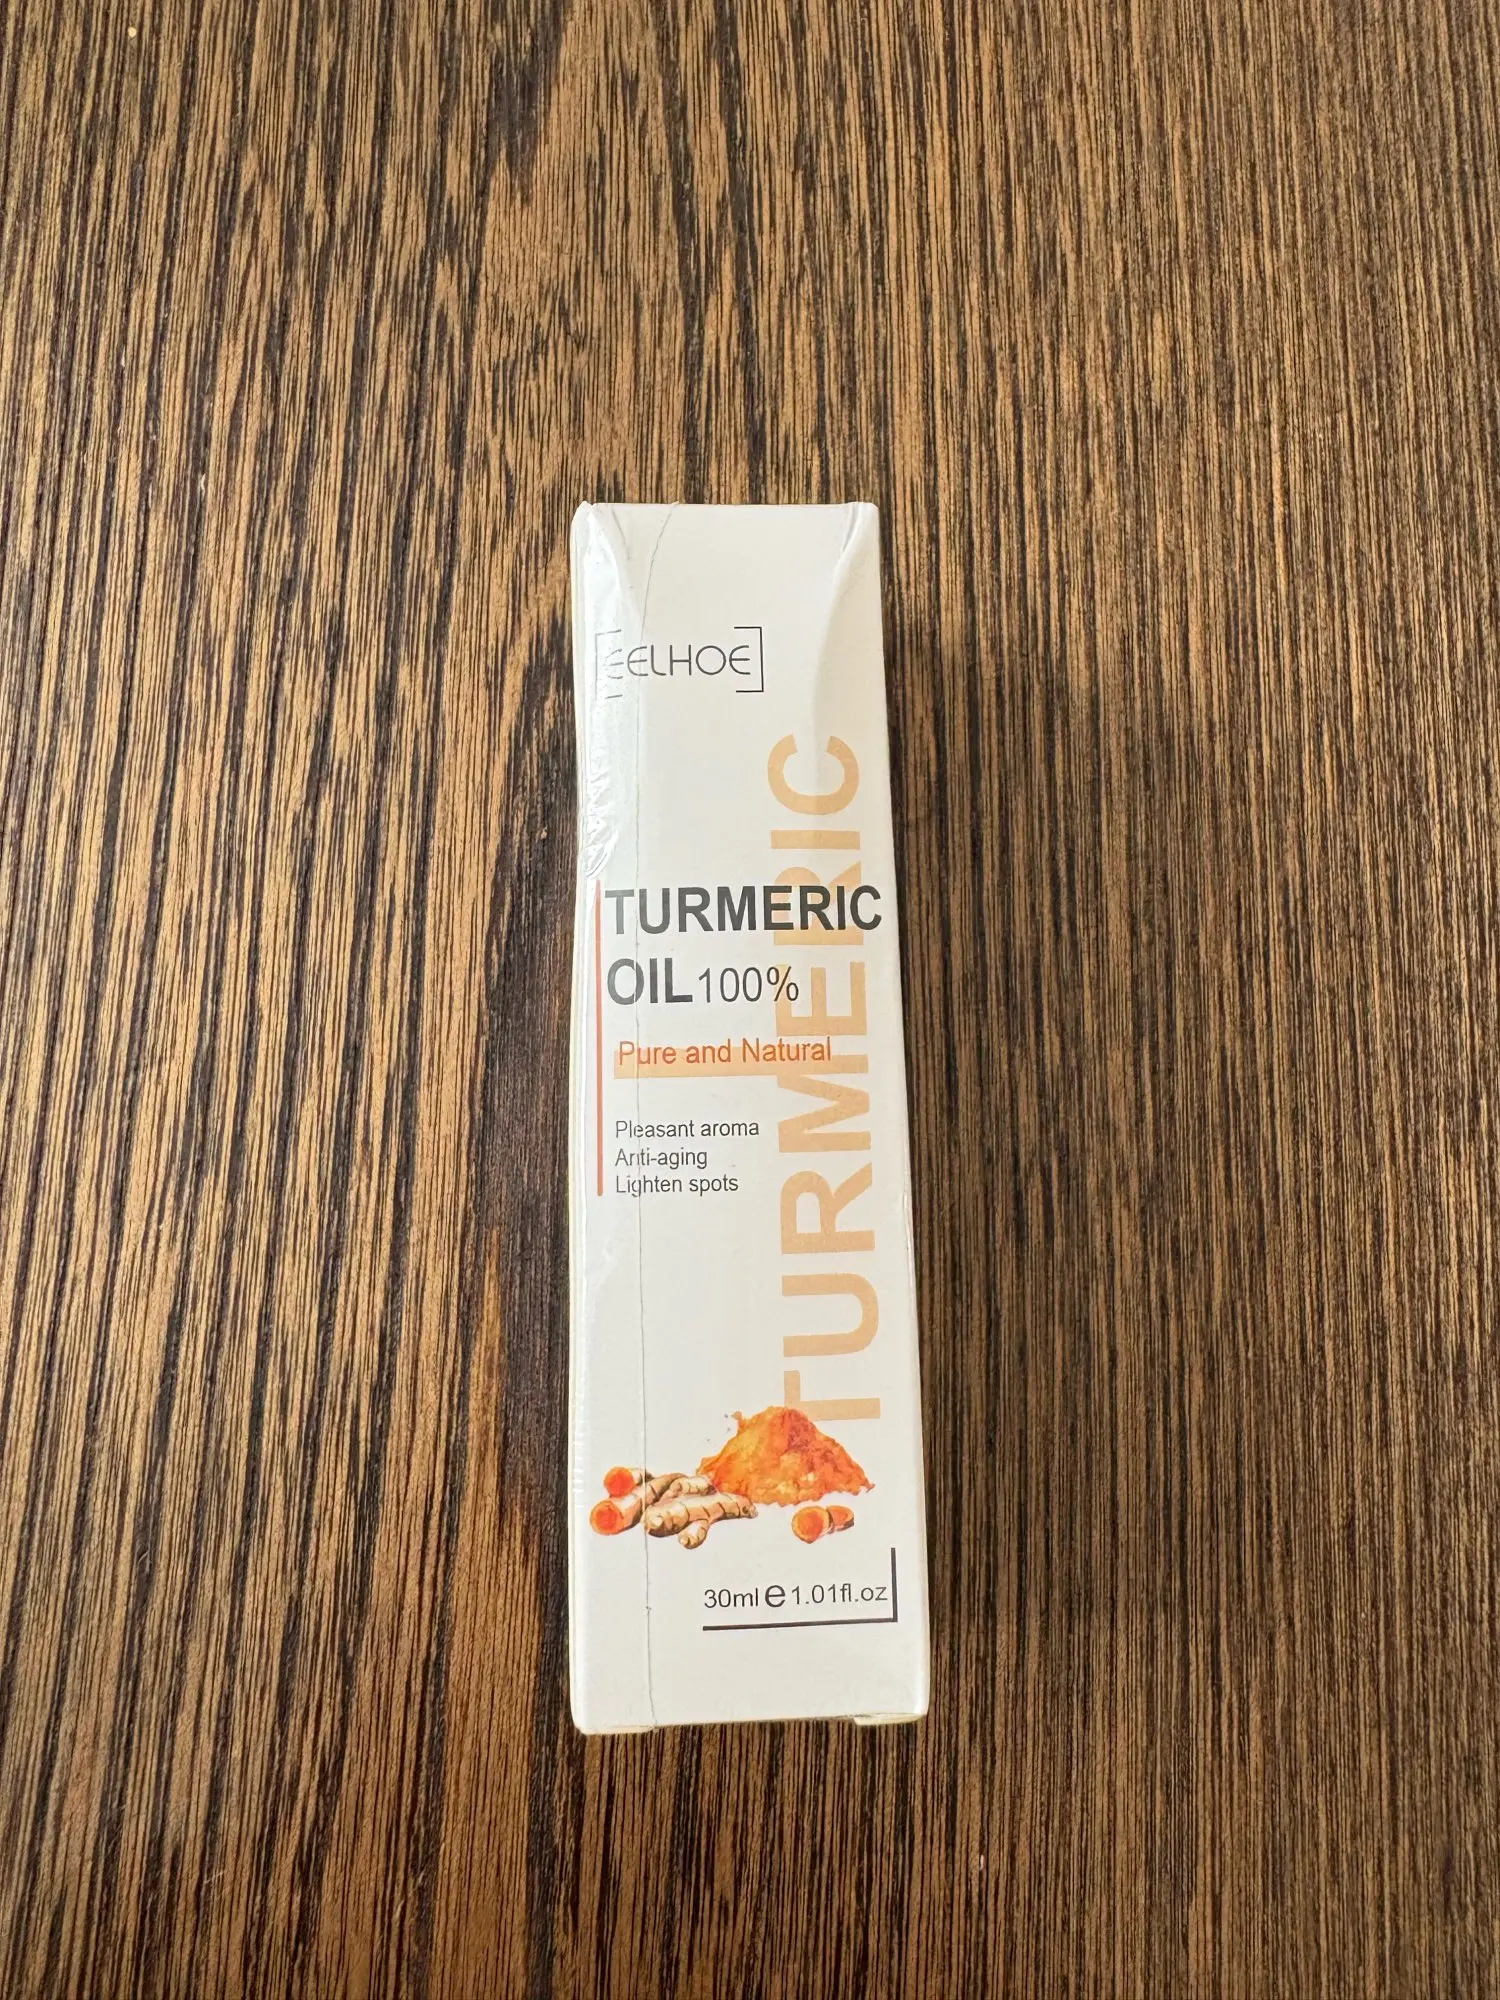 EELHOE
TURMERIC
TURMERIC
OIL 100%
Pure and Natural
Pleasant aroma
Anti-aging
Lighten spots
30ml e 1.01fl.oz